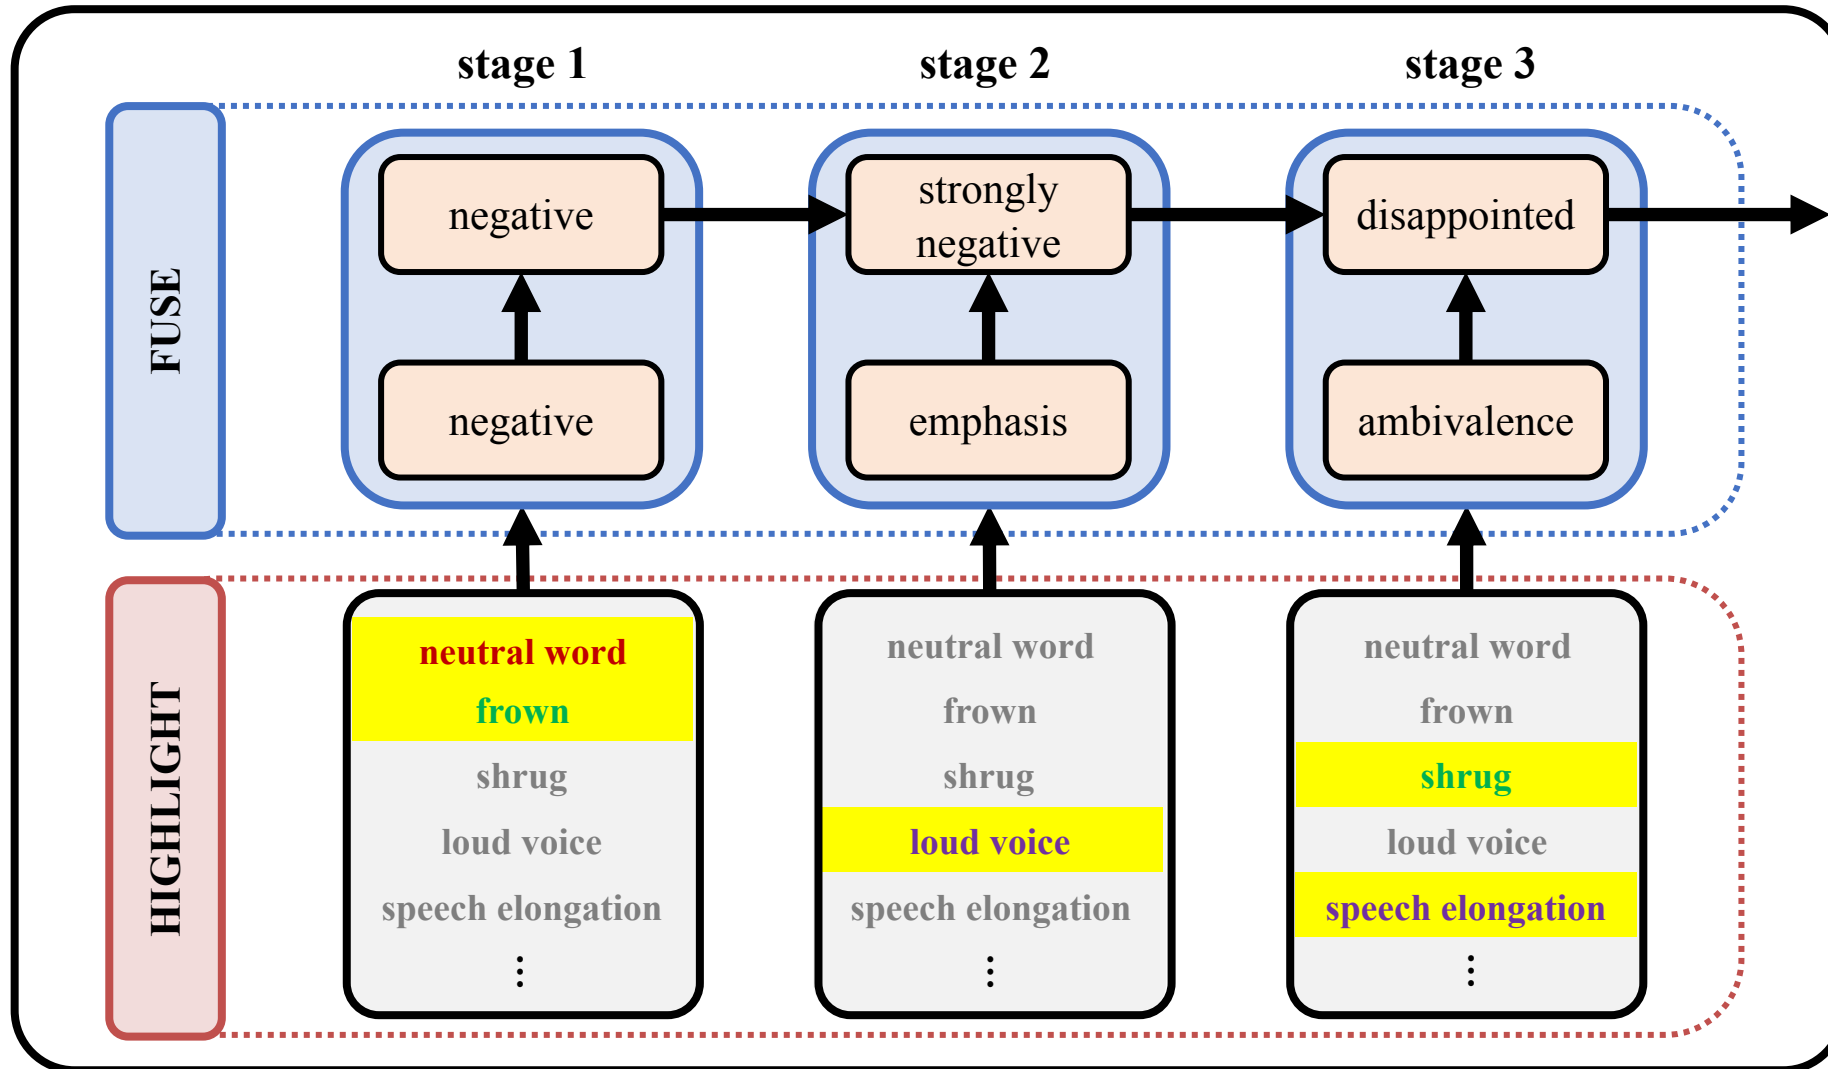 stage 1
stage 2
stage 3
FUSE
negative
strongly
negative
disappointed
negative
emphasis
ambivalence
HIGHLIGHT
neutral word
frown
shrug
loud voice
speech elongation
⋮
neutral word
frown
shrug
loud voice
speech elongation
⋮
neutral word
frown
shrug
loud voice
speech elongation
⋮